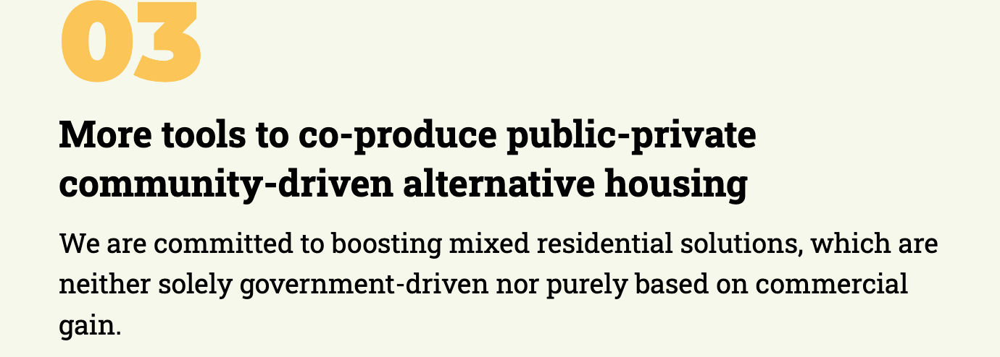 03
More tools to co-produce public-private
community-driven alternative housing
We are committed to boosting mixed residential solutions, which are
neither solely government-driven nor purely based on commercial
gain.